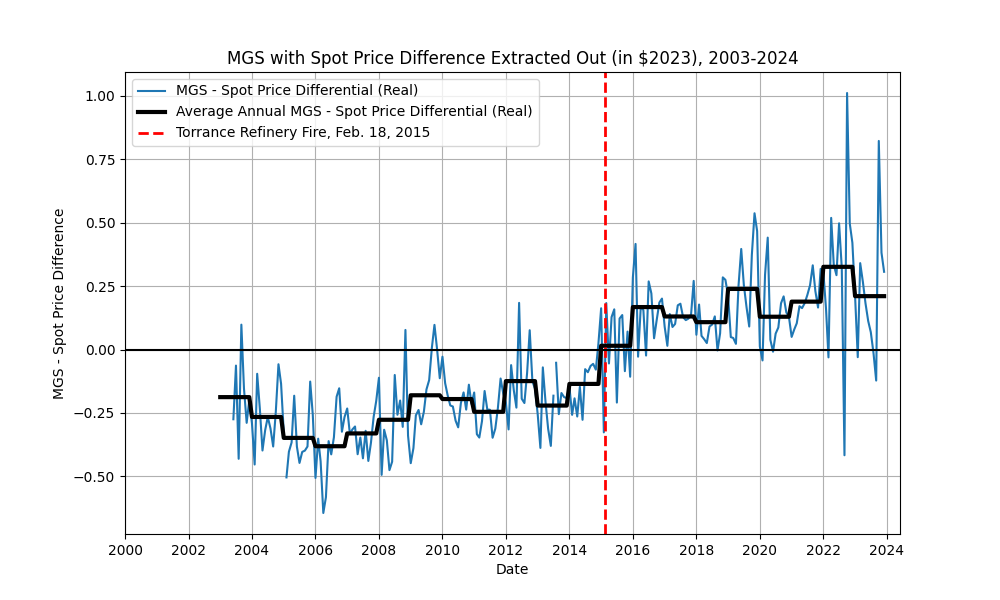 MGS with Spot Price Difference Extracted Out (in $2023), 2003-2024
MGS - Spot Price Differential (Real)
Average Annual MGS - Spot Price Differential (Real)
Torrance Refinery Fire, Feb. 18, 2015
MGS - Spot Price Difference
1.00
0.75
0.50
0.25
0.00
−0.25
−0.50
2000 2002 2004 2006 2008 2010 2012 2014 2016 2018 2020 2022 2024
Date